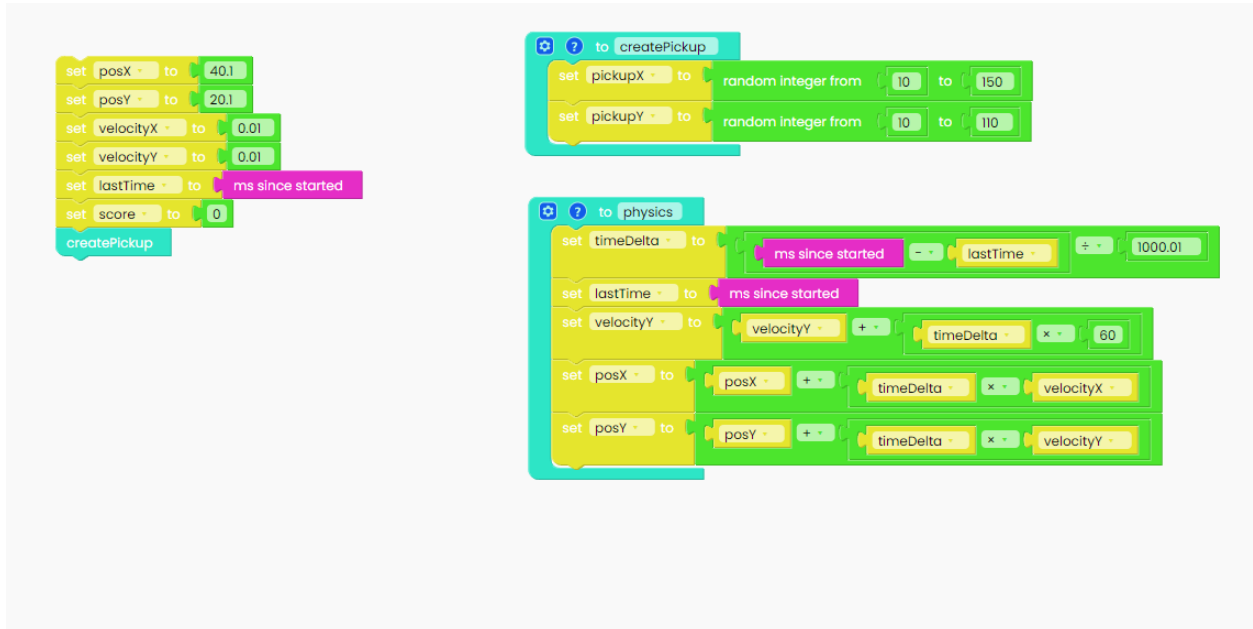 set posX to 40.1
set posY to 20.1
set velocityX to 0.01
set velocityY to 0.01
set lastTime to ms since started
set score to 0
createPickup
? to createPickup
set pickupX to random integer from 10 to 150
set pickupY to random integer from 10 to 110
? to physics
set timeDelta to ms since started - lastTime ÷ 1000.01
set lastTime to ms since started
set velocityY to velocityY + timeDelta × 60
set posX to posX + timeDelta × velocityX
set posY to posY + timeDelta × velocityY